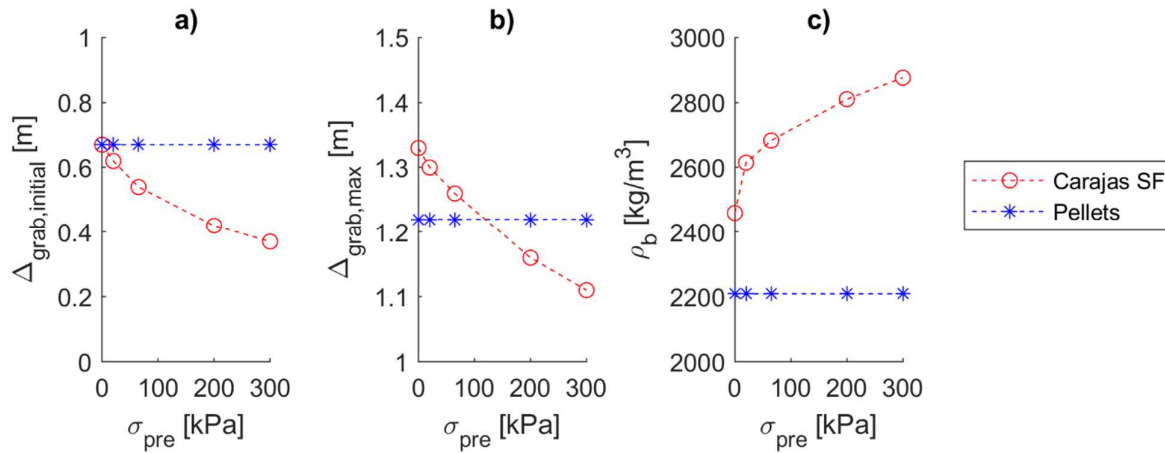 a)
1
0.8
0.6
0.4
0.2
0
0 100 200 300
Δgrab,initial [m]
σpre [kPa]
b)
1.5
1.4
1.3
1.2
1.1
1
0 100 200 300
Δgrab,max [m]
σpre [kPa]
c)
3000
2800
2600
2400
2200
2000
0 100 200 300
ρb [kg/m³]
σpre [kPa]
Carajas SF
Pellets